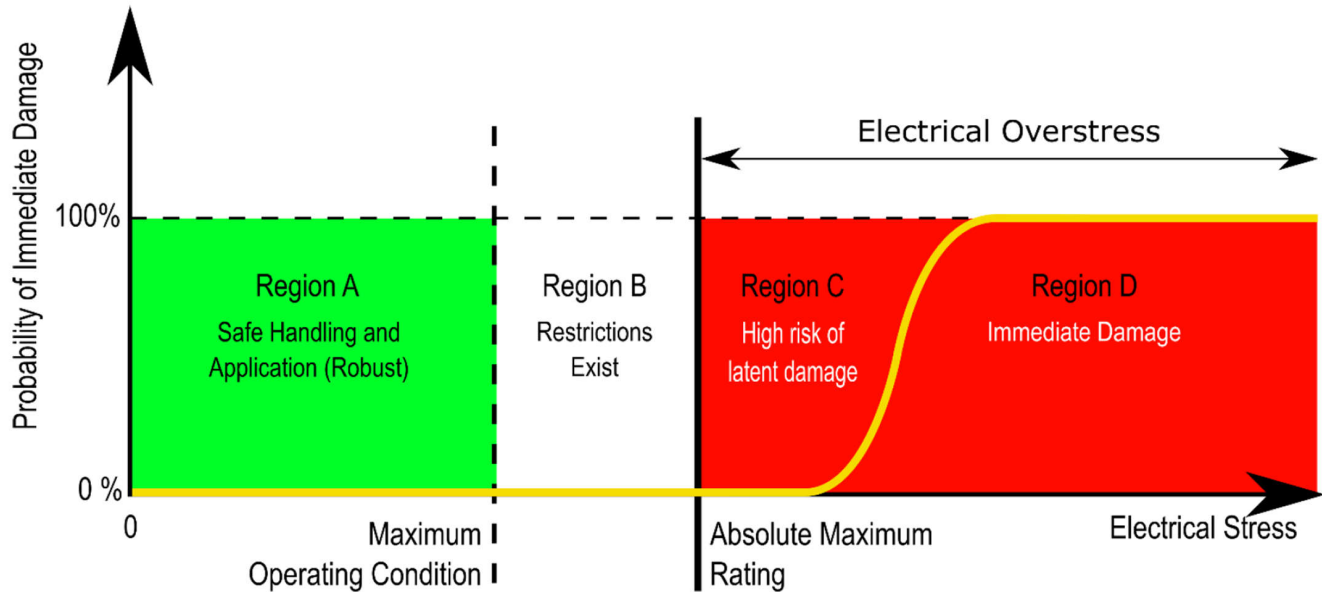 Probability of Immediate Damage
Electrical Overstress
100%
Region A
Safe Handling and
Application (Robust)
Region B
Restrictions
Exist
Region C
High risk of
latent damage
Region D
Immediate Damage
0 %
0
Maximum
Operating Condition
Absolute Maximum
Rating
Electrical Stress